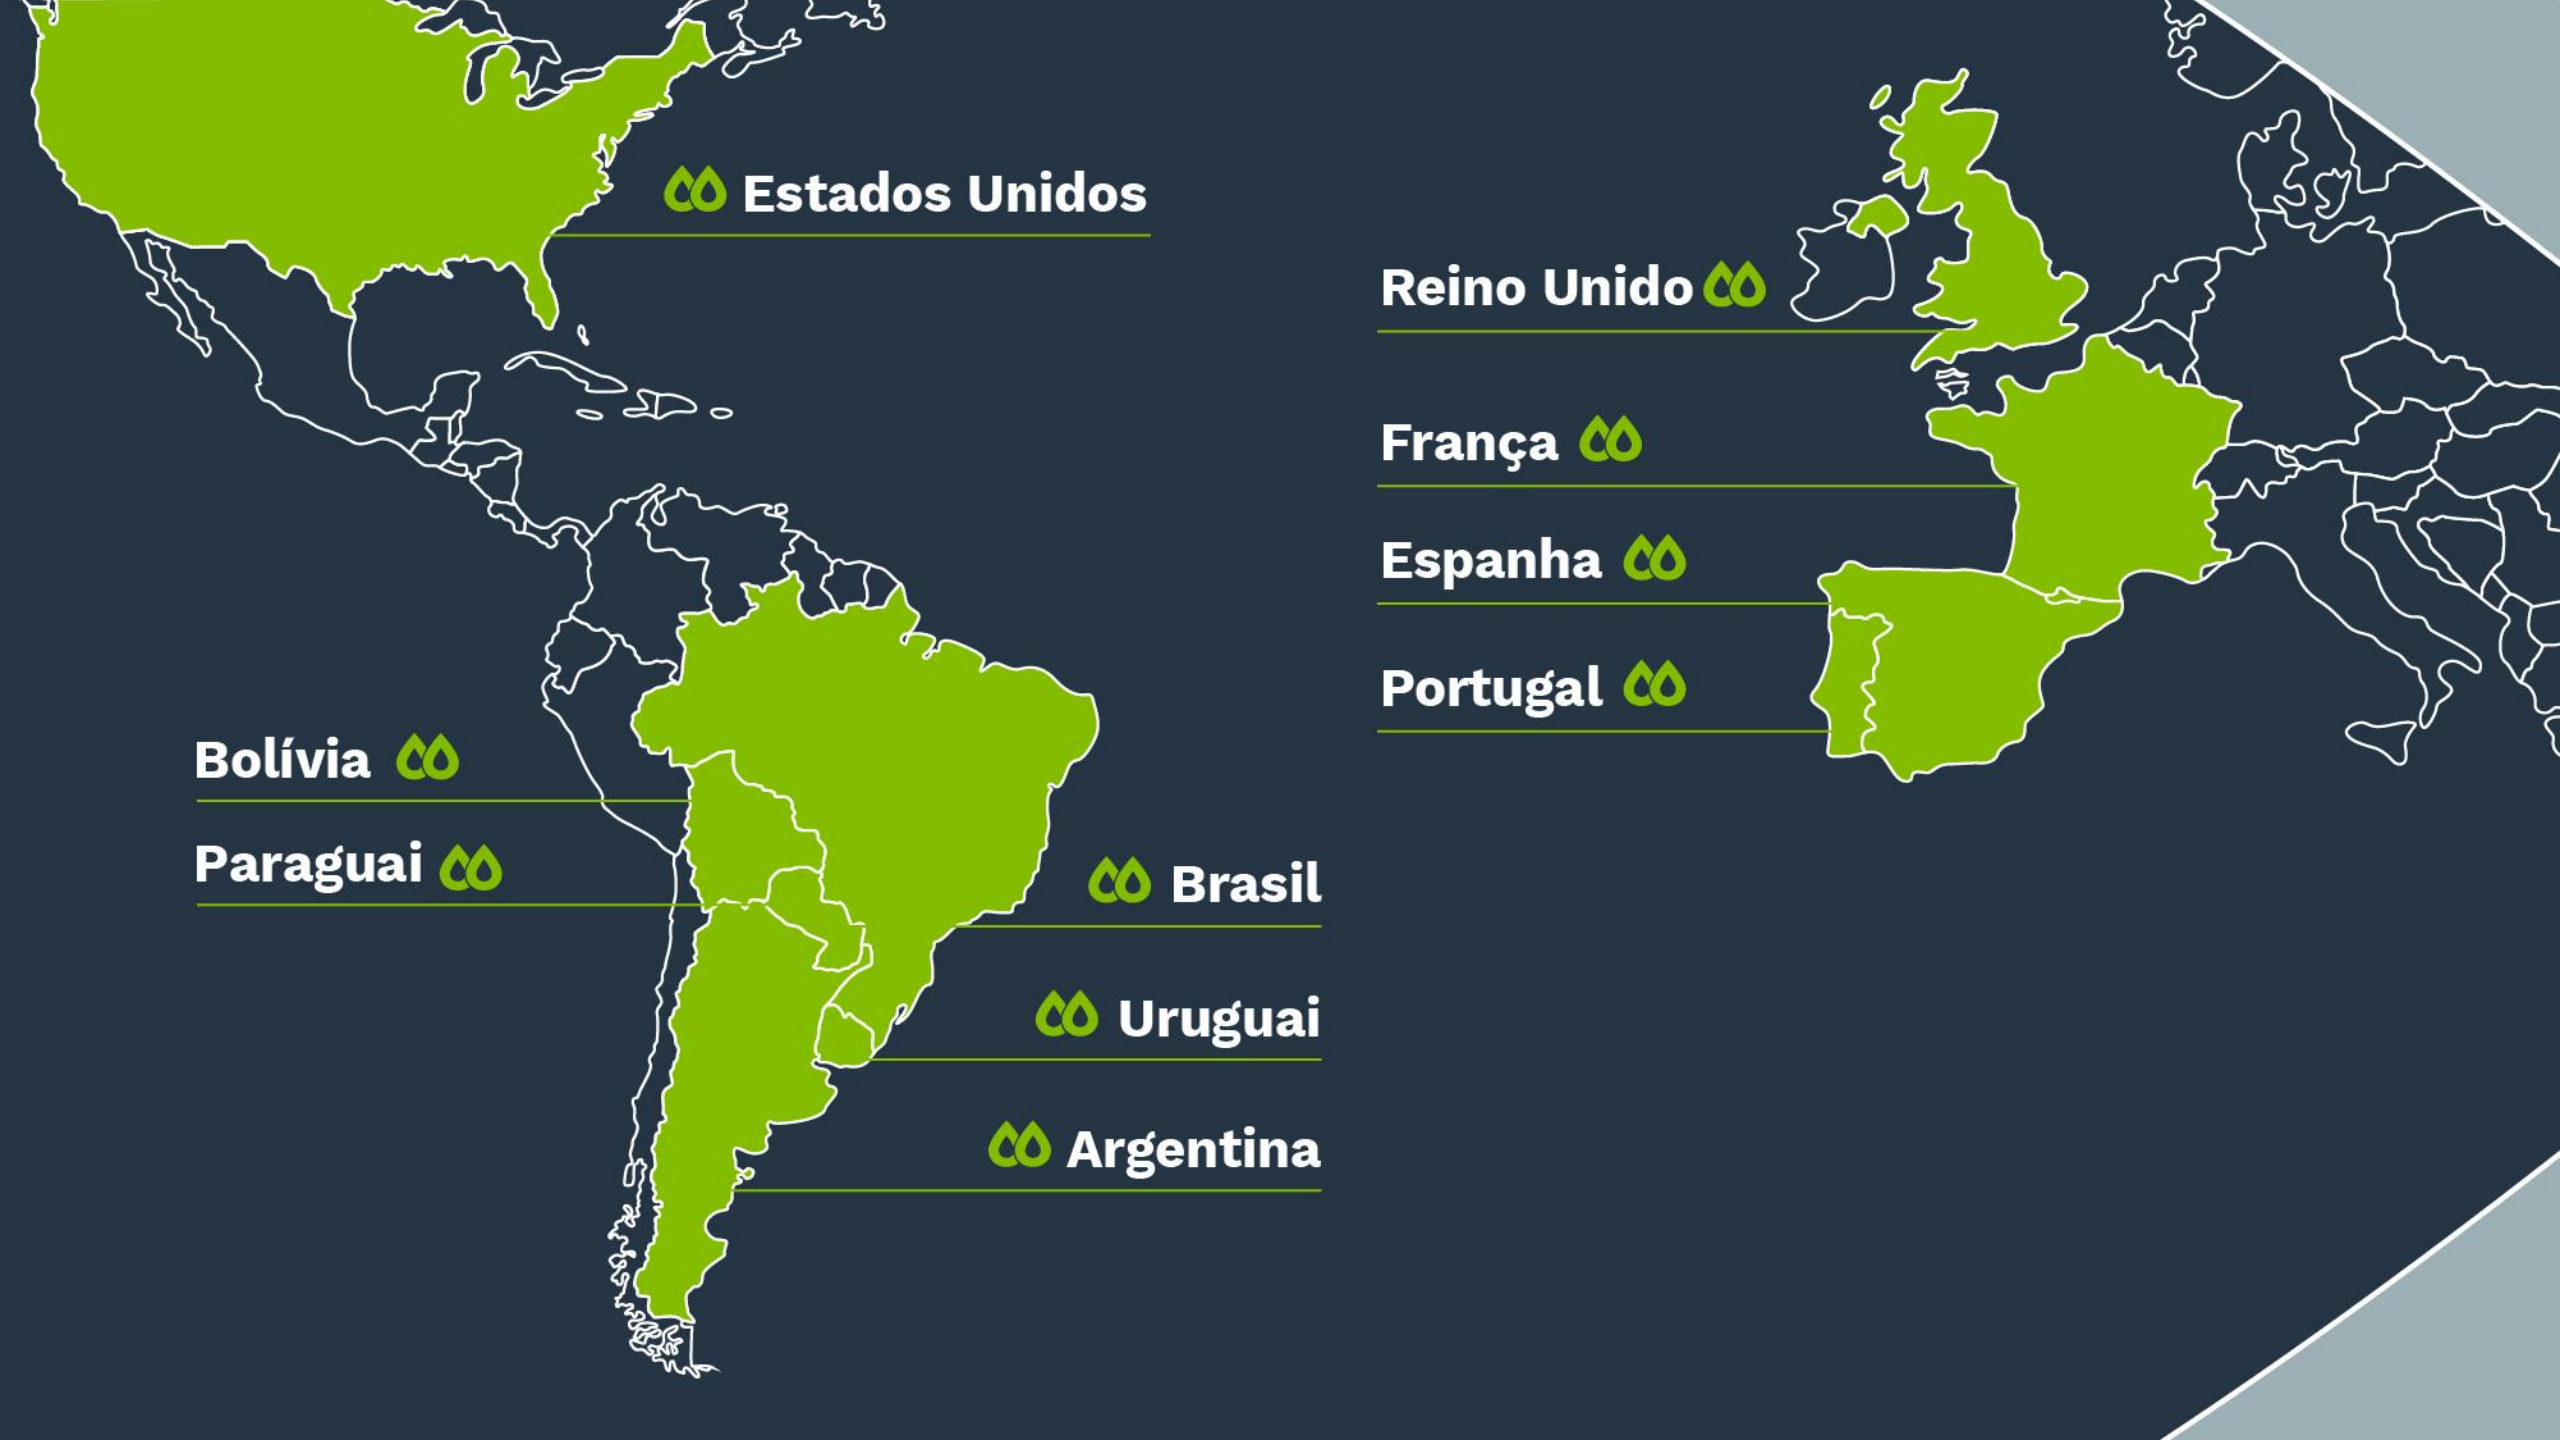 Estados Unidos
Reino Unido
França
Espanha
Portugal
Bolívia
Paraguai
Brasil
Uruguai
Argentina